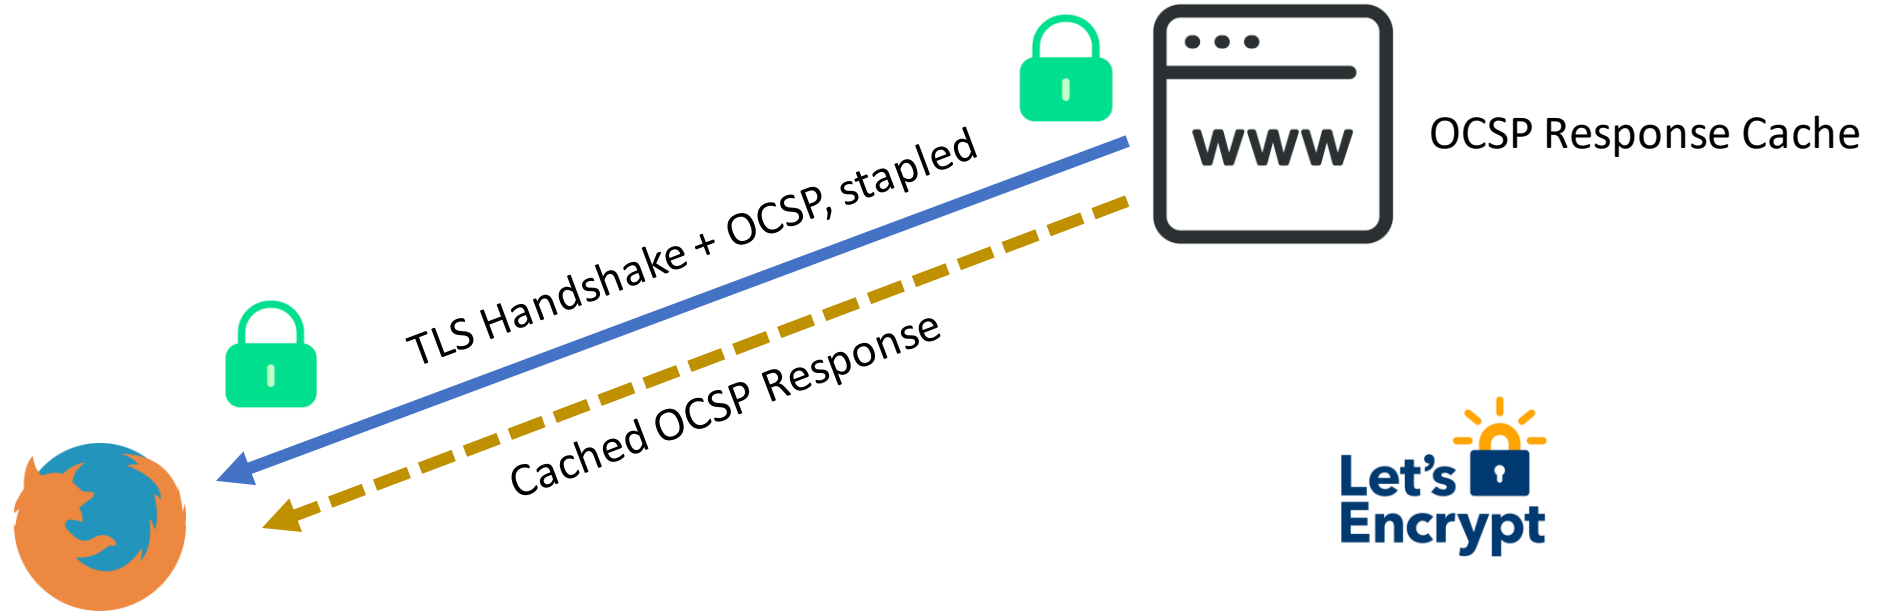 www
OCSP Response Cache
TLS Handshake + OCSP, stapled
Cached OCSP Response
Let's
Encrypt